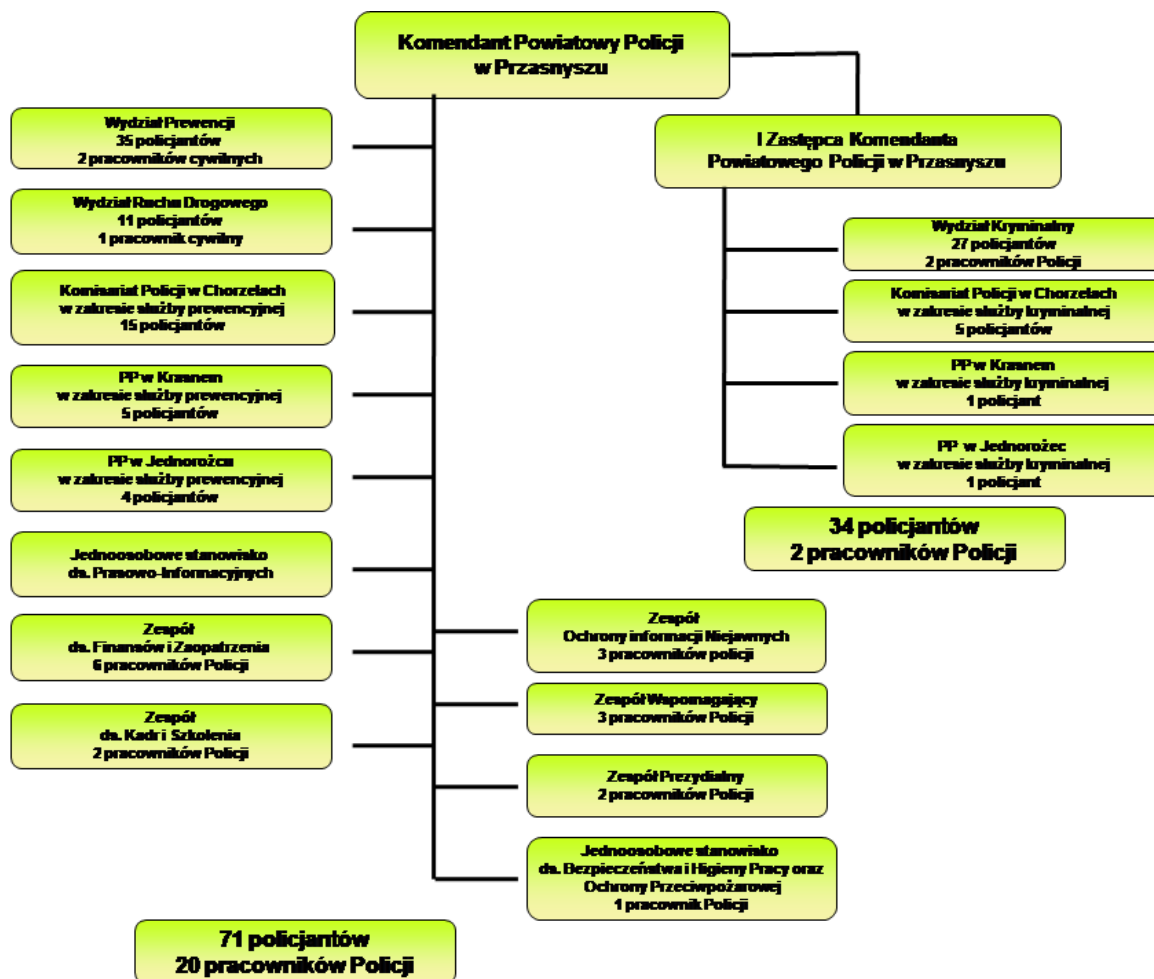 Komendant Powiatowy Policji
w Przasnyszu
Wydział Prewencji
35 policjantów
2 pracowników cywilnych
Wydział Ruchu Drogowego
11 policjantów
1 pracownik cywilny
Komisariat Policji w Chorzelach
w zakresie służby prewencyjnej
15 policjantów
PP w Krasnem
w zakresie służby prewencyjnej
5 policjantów
PP w Jednorożcu
w zakresie służby prewencyjnej
4 policjantów
Jednoosobowe stanowisko
ds. Prasowo-Informacyjnych
Zespół
ds. Finansów i Zaopatrzenia
6 pracowników Policji
Zespół
ds. Kadr i Szkolenia
2 pracowników Policji
I Zastępca Komendanta
Powiatowego Policji w Przasnyszu
Wydział Kryminalny
27 policjantów
2 pracowników Policji
Komisariat Policji w Chorzelach
w zakresie służby kryminalnej
5 policjantów
PP w Krasnem
w zakresie służby kryminalnej
1 policjant
PP w Jednorożec
w zakresie służby kryminalnej
1 policjant
34 policjantów
2 pracowników Policji
Zespół
Ochrony informacji Niejawnych
3 pracowników policji
Zespół Wspomagający
3 pracowników Policji
Zespół Prezydialny
2 pracowników Policji
Jednoosobowe stanowisko
ds. Bezpieczeństwa i Higieny Pracy oraz
Ochrony Przeciwpożarowej
1 pracownik Policji
71 policjantów
20 pracowników Policji